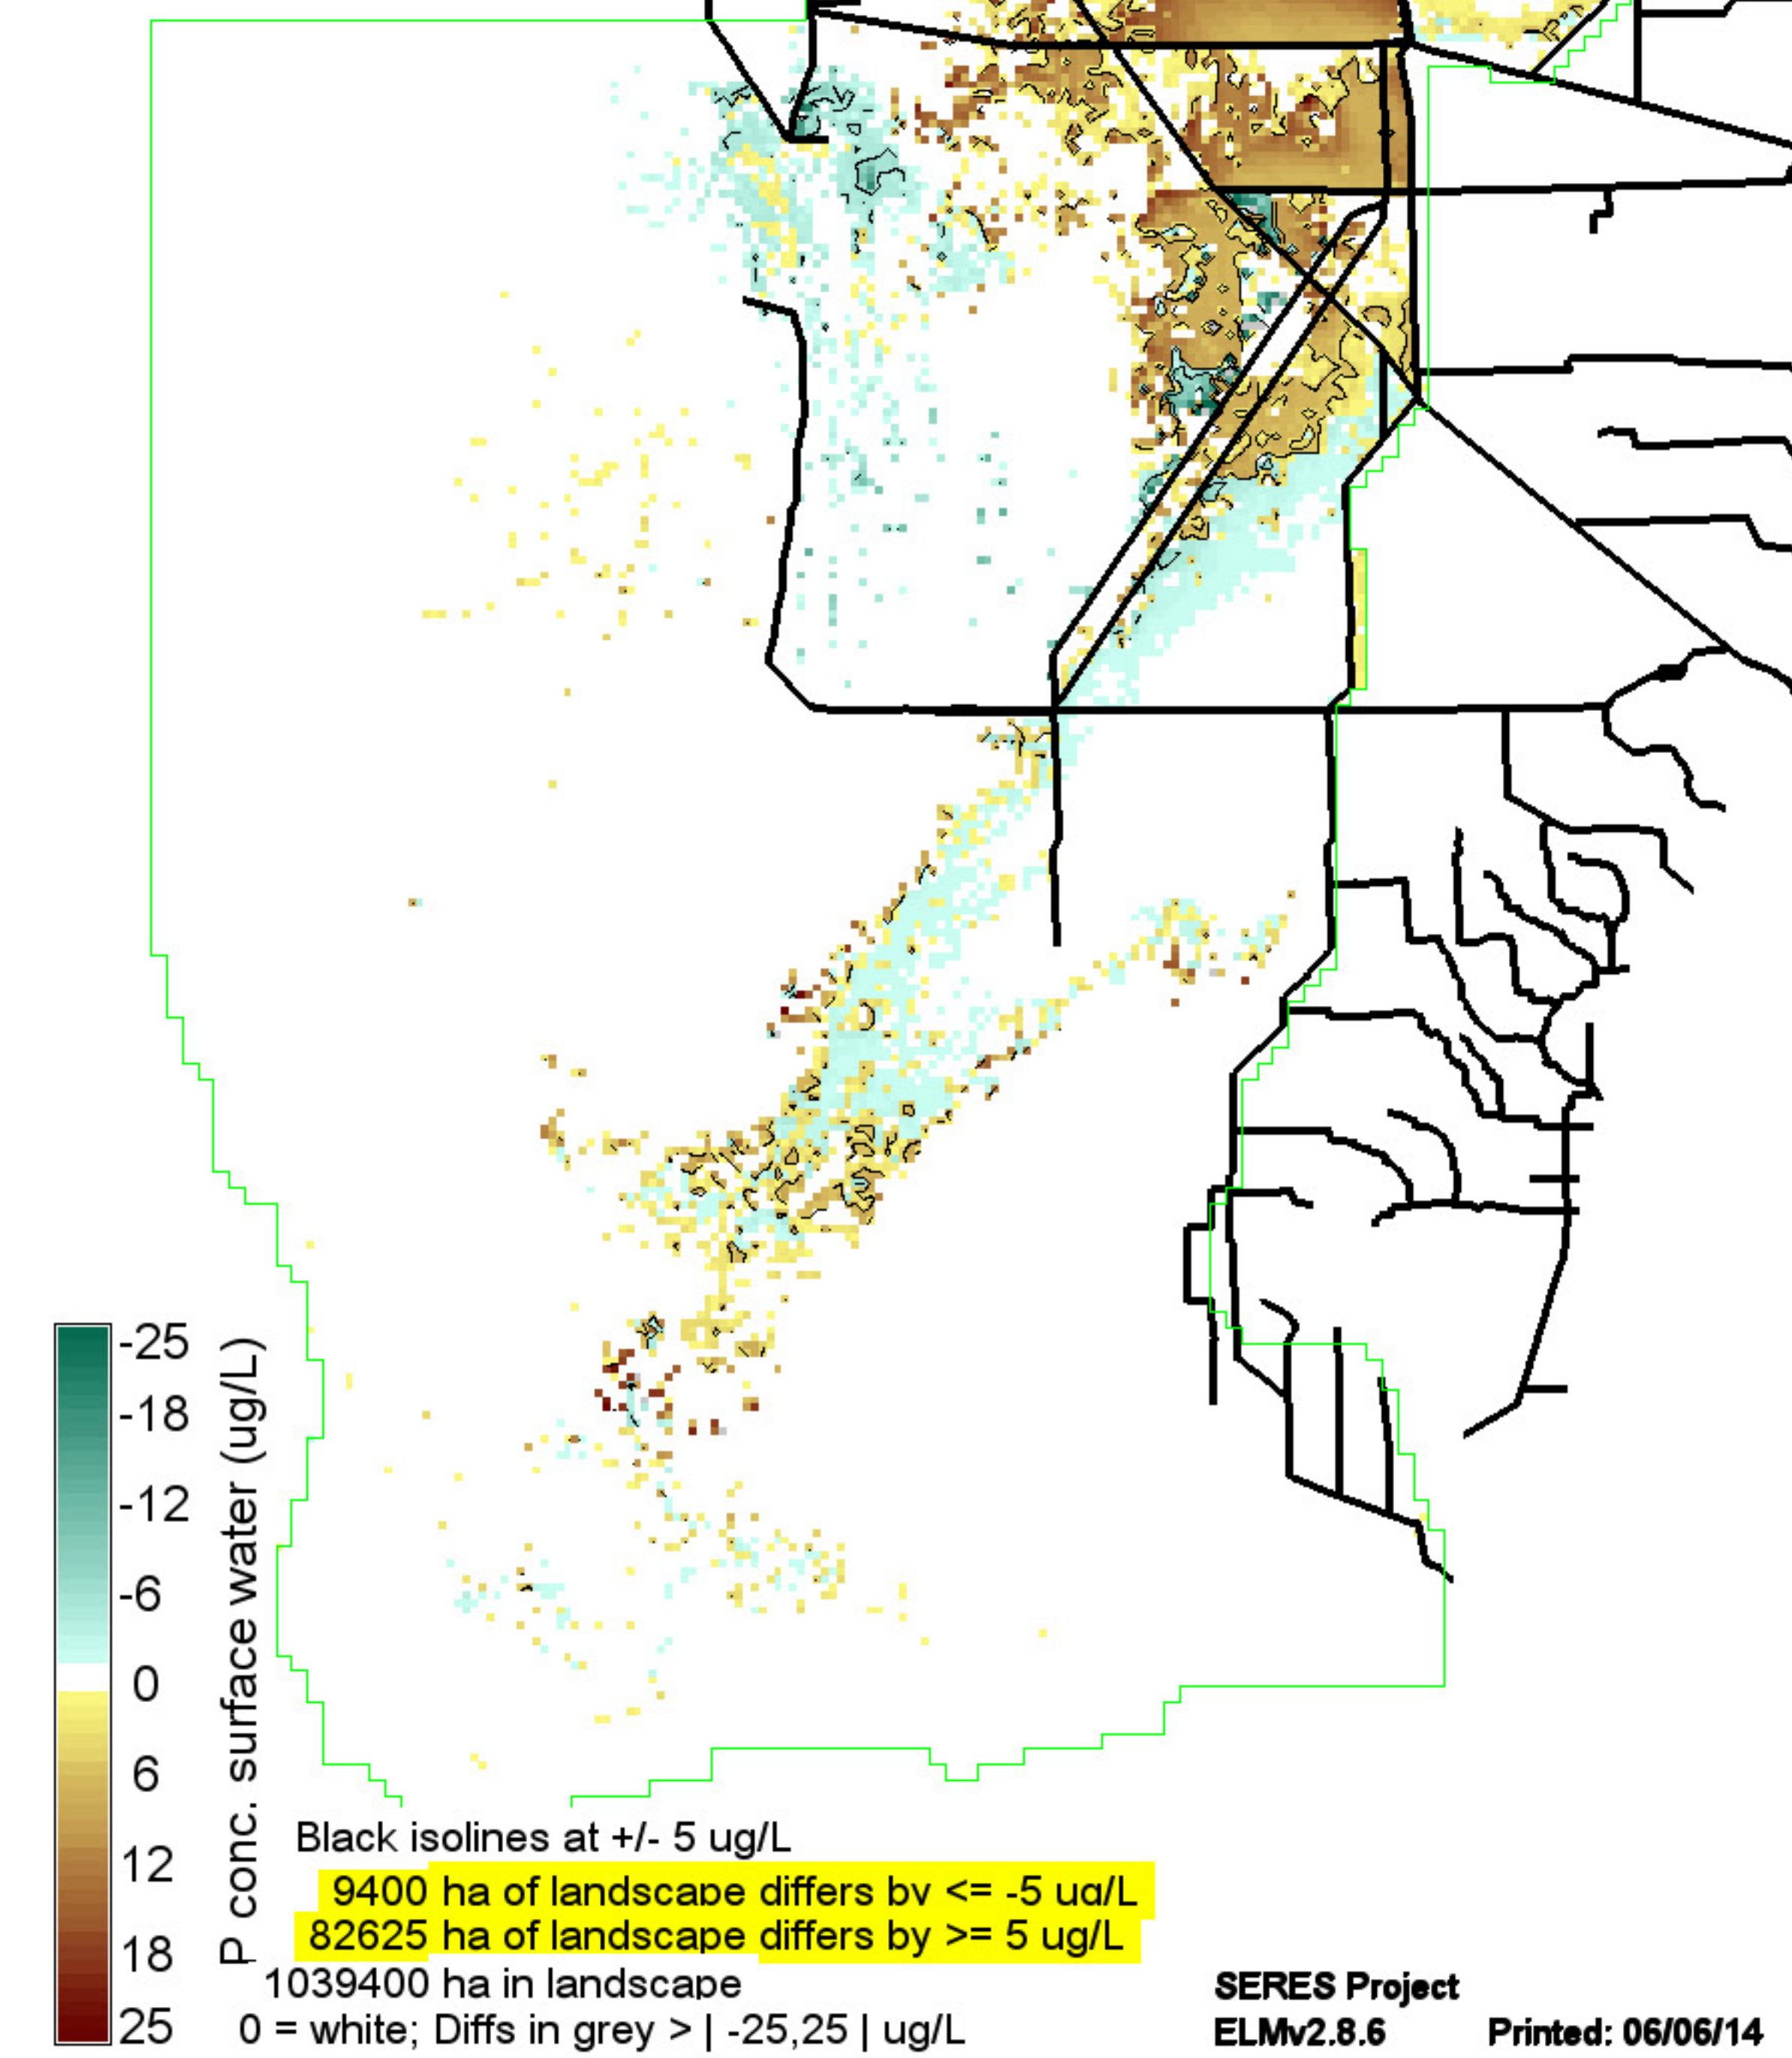 -25
-18
-12
-6
0
6
12
18
25
P conc. surface water (ug/L)
Black isolines at +/- 5 ug/L
9400 ha of landscape differs by <= -5 ug/L
82625 ha of landscape differs by >= 5 ug/L
1039400 ha in landscape
0 = white; Diffs in grey > | -25,25 | ug/L
SERES Project
ELMv2.8.6 Printed: 06/06/14